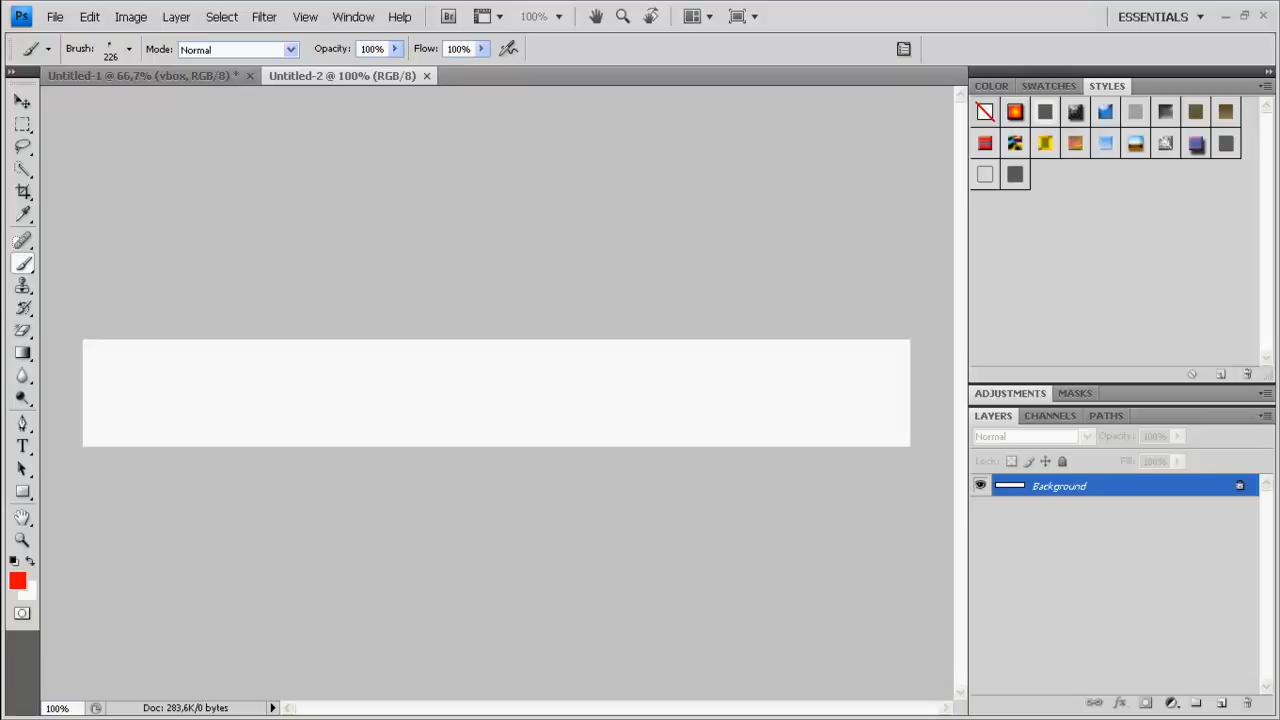 Ps File Edit Image Layer Select Filter View Window Help Br 100% ESSENTIALS
Brush: 226 Mode: Normal Opacity: 100% Flow: 100%
Untitled-1 @ 66,7% (vbox, RGB/8) * Untitled-2 @ 100% (RGB/8)
COLOR SWATCHES STYLES
ADJUSTMENTS MASKS
LAYERS CHANNELS PATHS
Normal Opacity: 100%
Lock: Fill: 100%
Background
T
fx
100% Doc: 283,6K/0 bytes